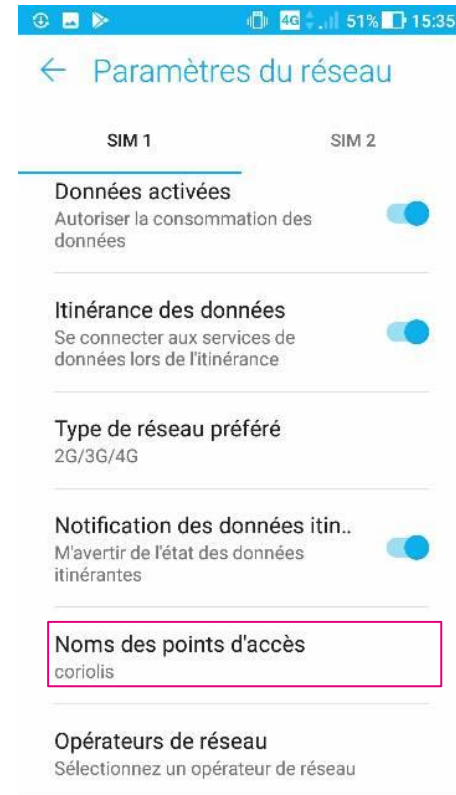 4G 51% 15:35
Paramètres du réseau
SIM 1 SIM 2
Données activées
Autoriser la consommation des
données
Itinérance des données
Se connecter aux services de
données lors de l'itinérance
Type de réseau préféré
2G/3G/4G
Notification des données itin..
M'avertir de l'état des données
itinérantes
Noms des points d'accès
coriolis
Opérateurs de réseau
Sélectionnez un opérateur de réseau